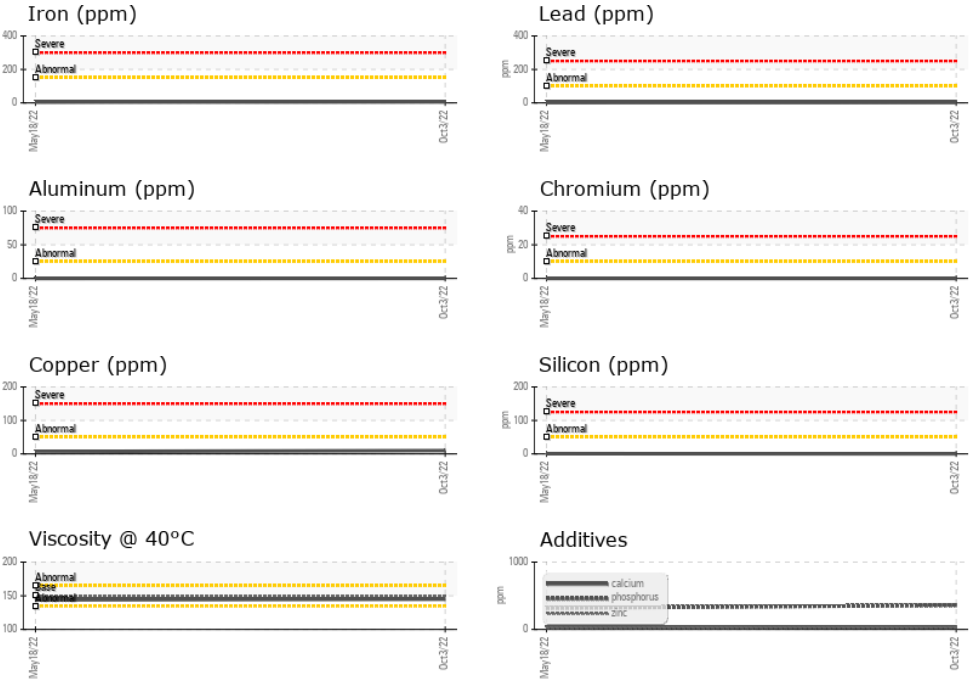 Iron (ppm)
400
200
0
Severe
Abnormal
May18/22
Oct3/22
Lead (ppm)
ppm
400
200
0
Severe
Abnormal
May18/22
Oct3/22
Aluminum (ppm)
100
50
0
Severe
Abnormal
May18/22
Oct3/22
Chromium (ppm)
ppm
40
20
0
Severe
Abnormal
May18/22
Oct3/22
Copper (ppm)
200
100
0
Severe
Abnormal
May18/22
Oct3/22
Silicon (ppm)
ppm
200
100
0
Severe
Abnormal
May18/22
Oct3/22
Viscosity @ 40°C
200
150
100
Abnormal
Base
Abnormal
May18/22
Oct3/22
Additives
ppm
1000
0
calcium
phosphorus
zinc
May18/22
Oct3/22